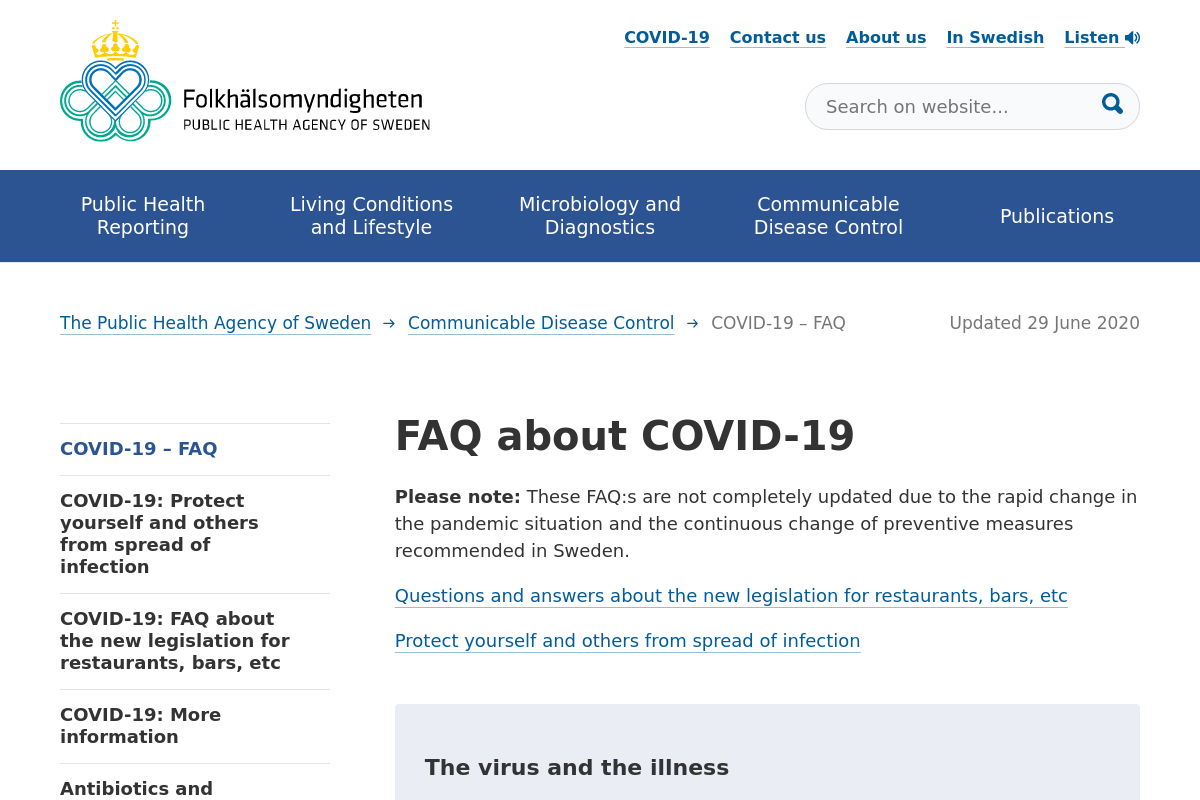 COVID-19 Contact us About us In Swedish Listen
Folkhälsomyndigheten
PUBLIC HEALTH AGENCY OF SWEDEN
Search on website...
Public Health
Reporting
Living Conditions
and Lifestyle
Microbiology and
Diagnostics
Communicable
Disease Control
Publications
The Public Health Agency of Sweden → Communicable Disease Control → COVID-19 – FAQ
Updated 29 June 2020
COVID-19 – FAQ
COVID-19: Protect
yourself and others
from spread of
infection
COVID-19: FAQ about
the new legislation for
restaurants, bars, etc
COVID-19: More
information
Antibiotics and
FAQ about COVID-19
Please note: These FAQ:s are not completely updated due to the rapid change in
the pandemic situation and the continuous change of preventive measures
recommended in Sweden.
Questions and answers about the new legislation for restaurants, bars, etc
Protect yourself and others from spread of infection
The virus and the illness